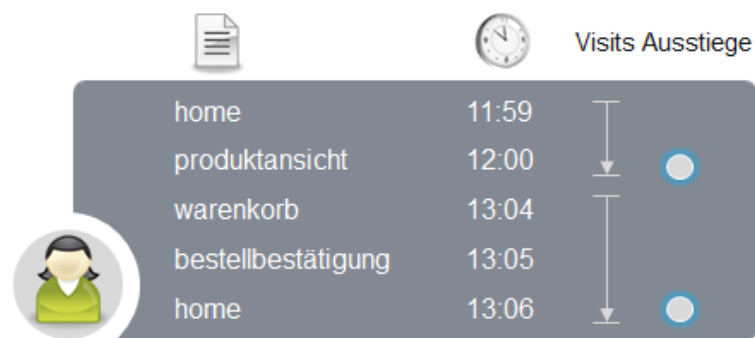 Visits Ausstiege
home 11:59
produktansicht 12:00
warenkorb 13:04
bestellbestätigung 13:05
home 13:06